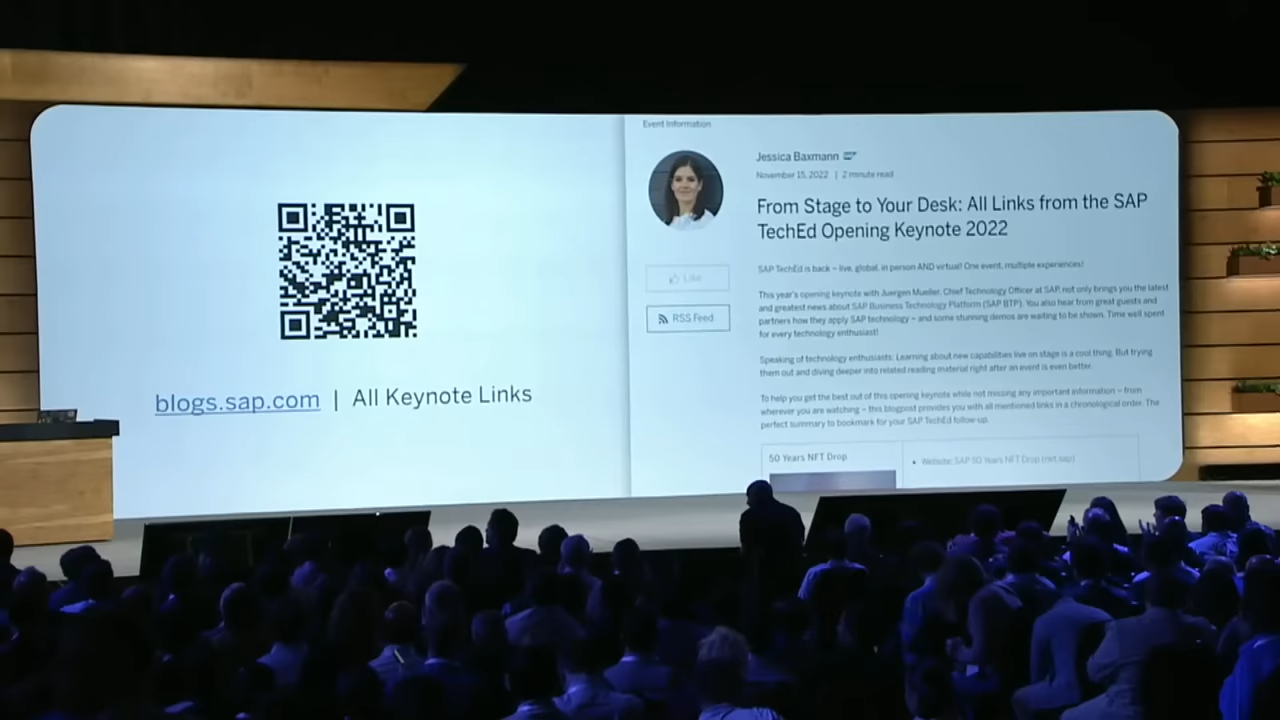 blogs.sap.com | All Keynote Links
Event Information
Jessica Baxmann SAP
November 15, 2022 | 2 minute read
From Stage to Your Desk: All Links from the SAP
TechEd Opening Keynote 2022
Like
RSS Feed
SAP TechEd is back – live, global, in person AND virtual! One event, multiple experiences!
This year's opening keynote with Juergen Mueller, Chief Technology Officer at SAP, not only brings you the latest
and greatest news about SAP Business Technology Platform (SAP BTP). You also hear from great guests and
partners how they apply SAP technology – and some stunning demos are waiting to be shown. Time well spent
for every technology enthusiast!
Speaking of technology enthusiasts: Learning about new capabilities live on stage is a cool thing. But trying
them out and diving deeper into related reading material right after an event is even better.
To help you get the best out of this opening keynote while not missing any important information – from
wherever you are watching – this blogpost provides you with all mentioned links in a chronological order. The
perfect summary to bookmark for your SAP TechEd follow-up.
50 Years NFT Drop
• Website: SAP 50 Years NFT Drop (nft.sap)